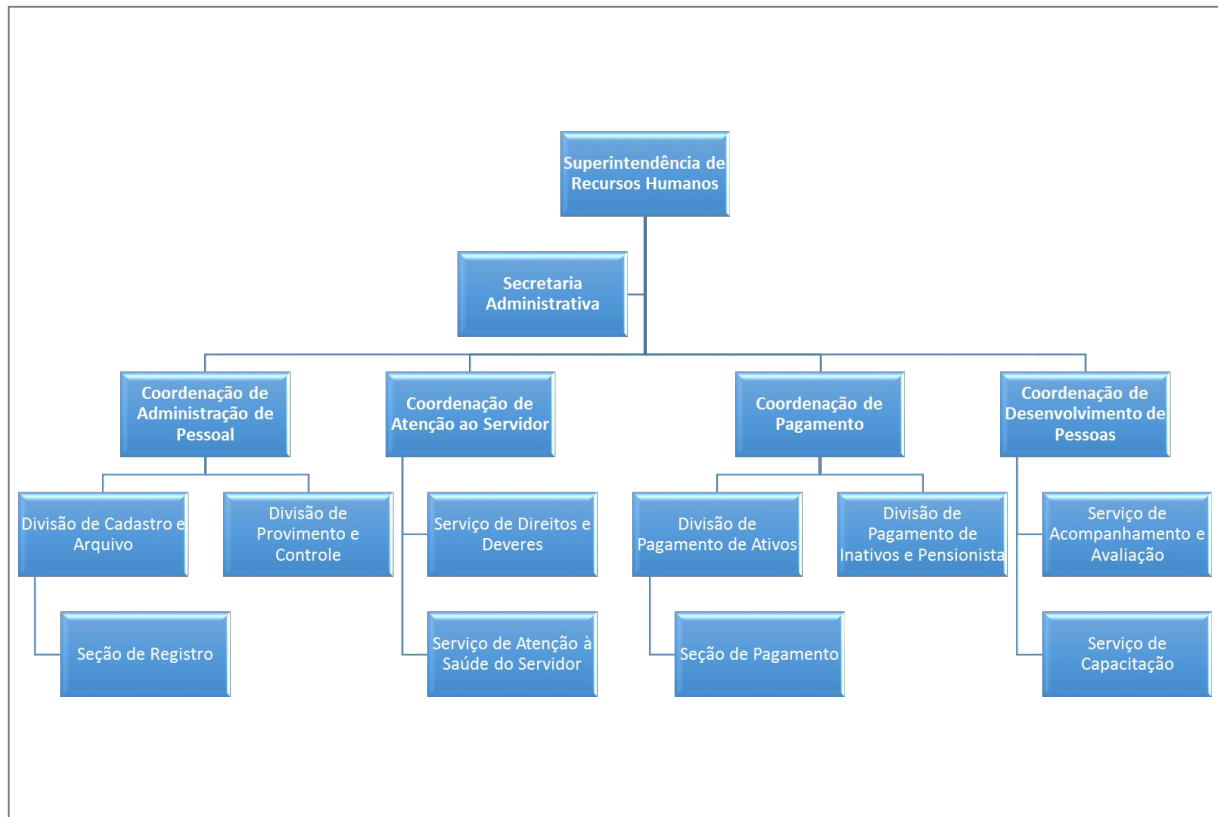 Superintendência de
Recursos Humanos
Secretaria
Administrativa
Coordenação de
Administração de
Pessoal
Coordenação de
Atenção ao Servidor
Coordenação de
Pagamento
Coordenação de
Desenvolvimento de
Pessoas
Divisão de Cadastro e
Arquivo
Divisão de
Provimento e
Controle
Serviço de Direitos e
Deveres
Divisão de
Pagamento de Ativos
Divisão de
Pagamento de
Inativos e Pensionista
Serviço de
Acompanhamento e
Avaliação
Seção de Registro
Serviço de Atenção à
Saúde do Servidor
Seção de Pagamento
Serviço de
Capacitação